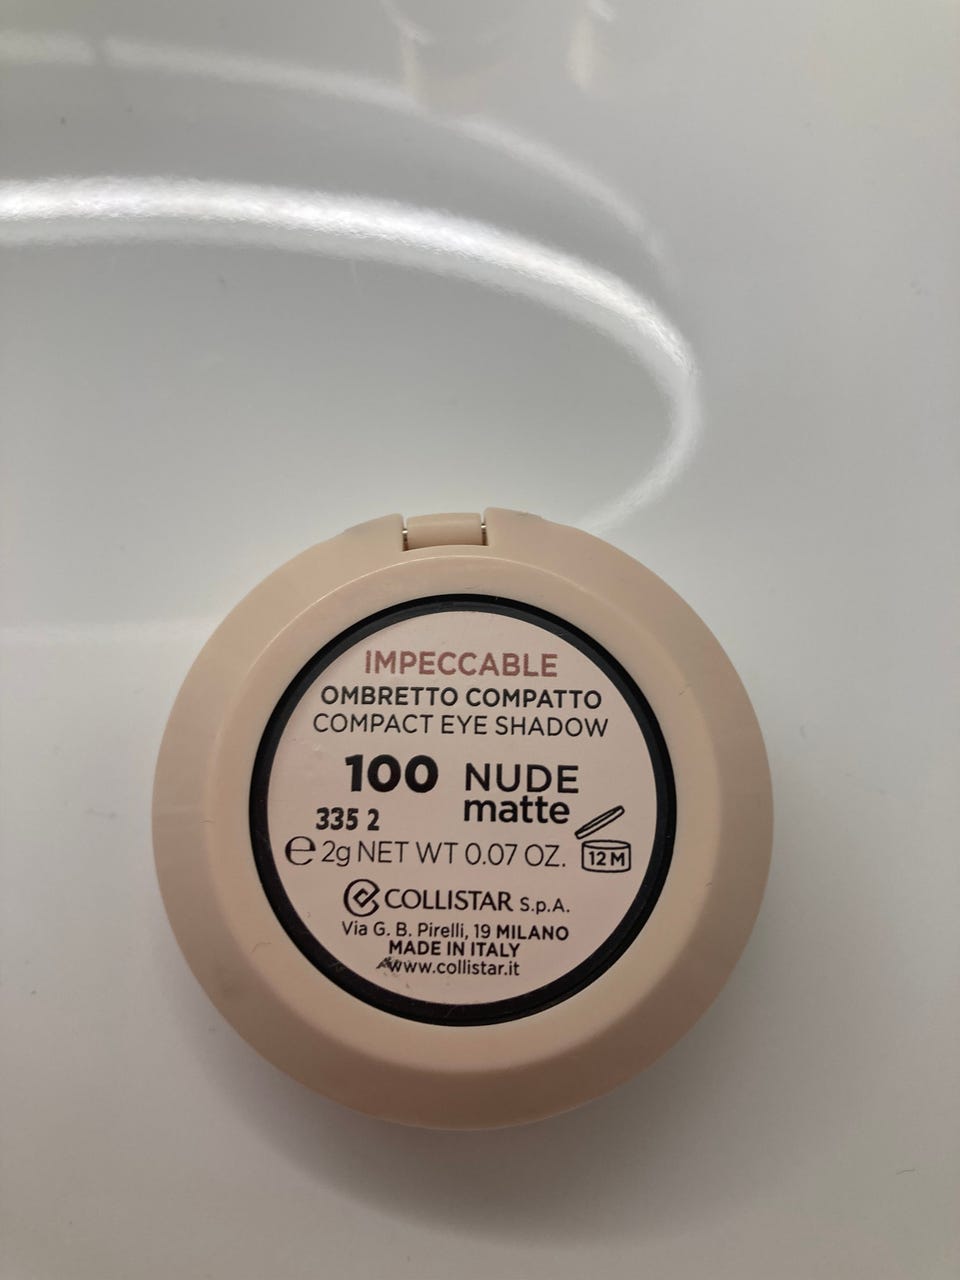 IMPECCABLE
OMBRETTO COMPATTO
COMPACT EYE SHADOW
100 NUDE
matte
335 2
℮ 2g NET WT 0.07 OZ. 12 M
COLLISTAR S.p.A.
Via G. B. Pirelli, 19 MILANO
MADE IN ITALY
www.collistar.it